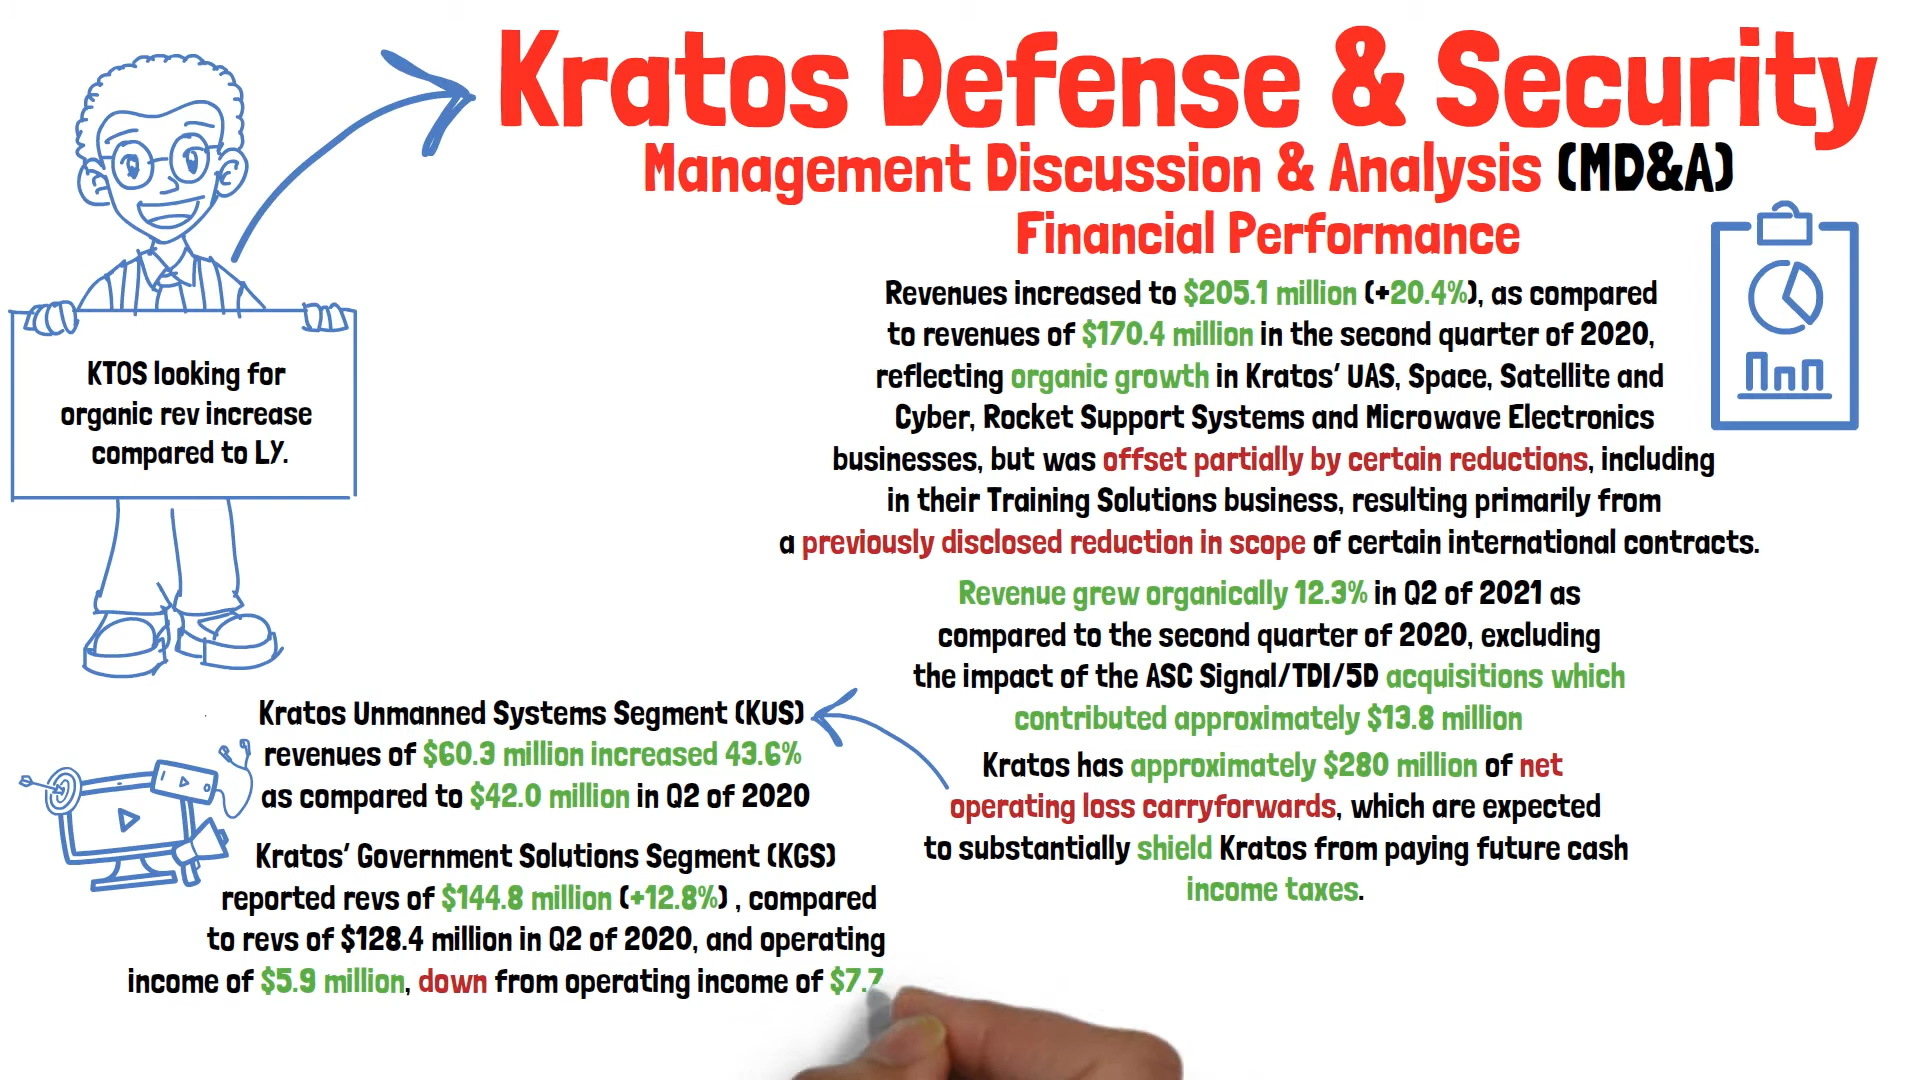 Kratos Defense & Security
Management Discussion & Analysis (MD&A)
Financial Performance
Revenues increased to $205.1 million (+20.4%), as compared
to revenues of $170.4 million in the second quarter of 2020,
reflecting organic growth in Kratos' UAS, Space, Satellite and
Cyber, Rocket Support Systems and Microwave Electronics
businesses, but was offset partially by certain reductions, including
in their Training Solutions business, resulting primarily from
a previously disclosed reduction in scope of certain international contracts.
KTOS looking for
organic rev increase
compared to LY.
Revenue grew organically 12.3% in Q2 of 2021 as
compared to the second quarter of 2020, excluding
the impact of the ASC Signal/TDI/5D acquisitions which
contributed approximately $13.8 million
Kratos has approximately $280 million of net
operating loss carryforwards, which are expected
to substantially shield Kratos from paying future cash
income taxes.
Kratos Unmanned Systems Segment (KUS)
revenues of $60.3 million increased 43.6%
as compared to $42.0 million in Q2 of 2020
Kratos' Government Solutions Segment (KGS)
reported revs of $144.8 million (+12.8%) , compared
to revs of $128.4 million in Q2 of 2020, and operating
income of $5.9 million, down from operating income of $7.7